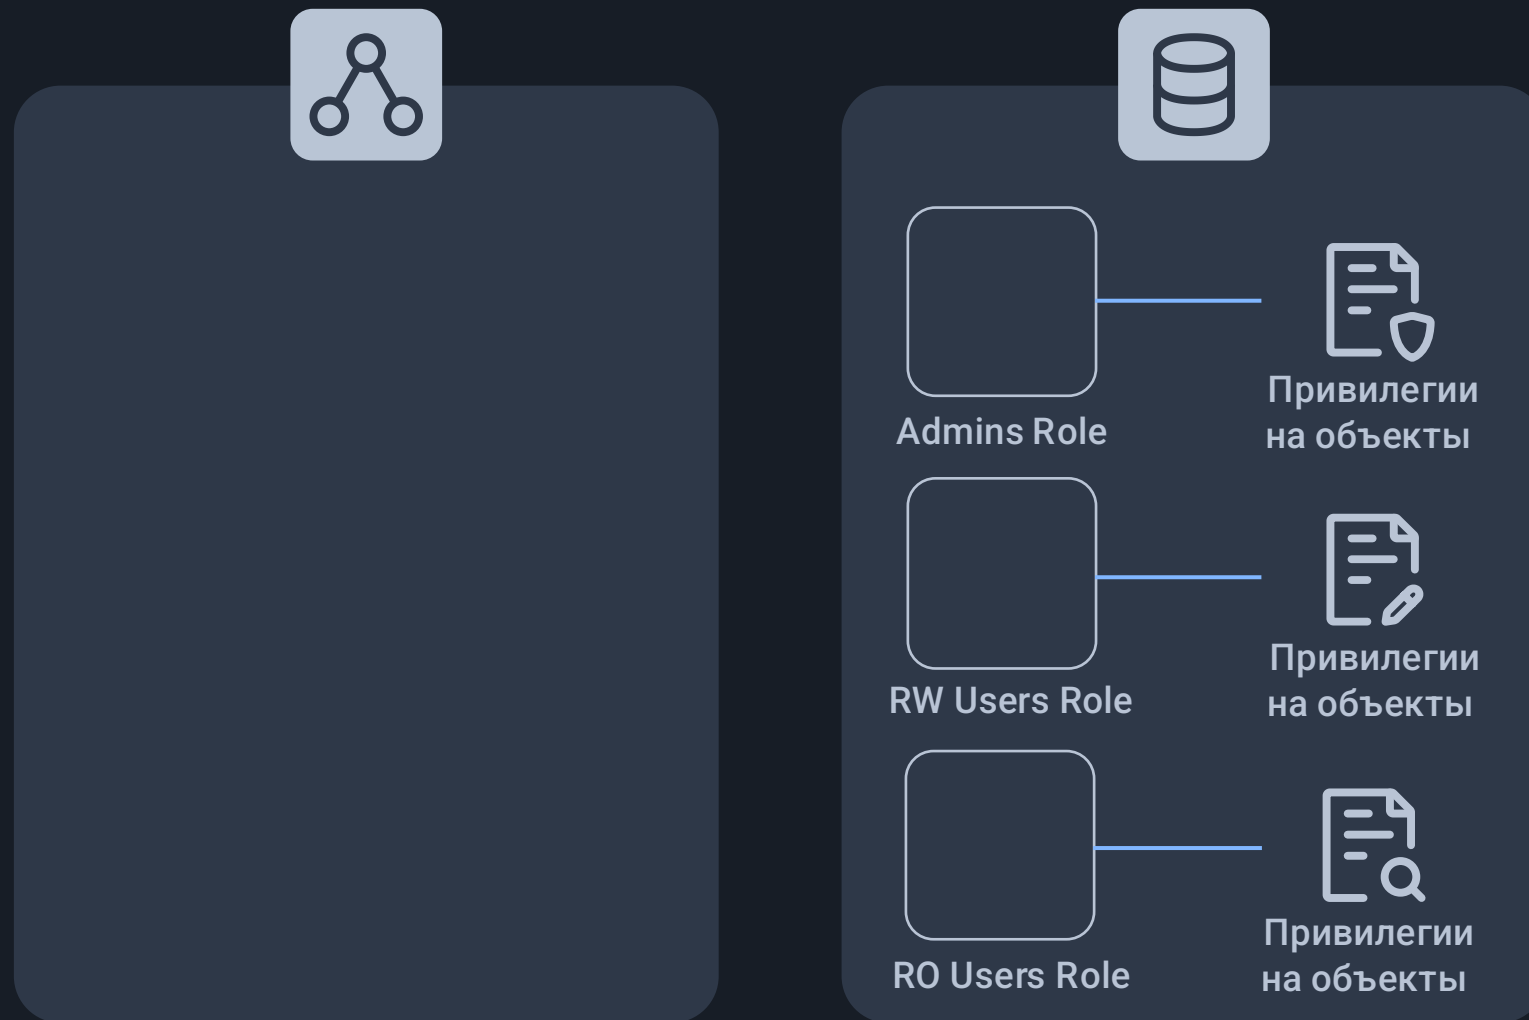 Admins Role
Привилегии
на объекты
RW Users Role
Привилегии
на объекты
RO Users Role
Привилегии
на объекты